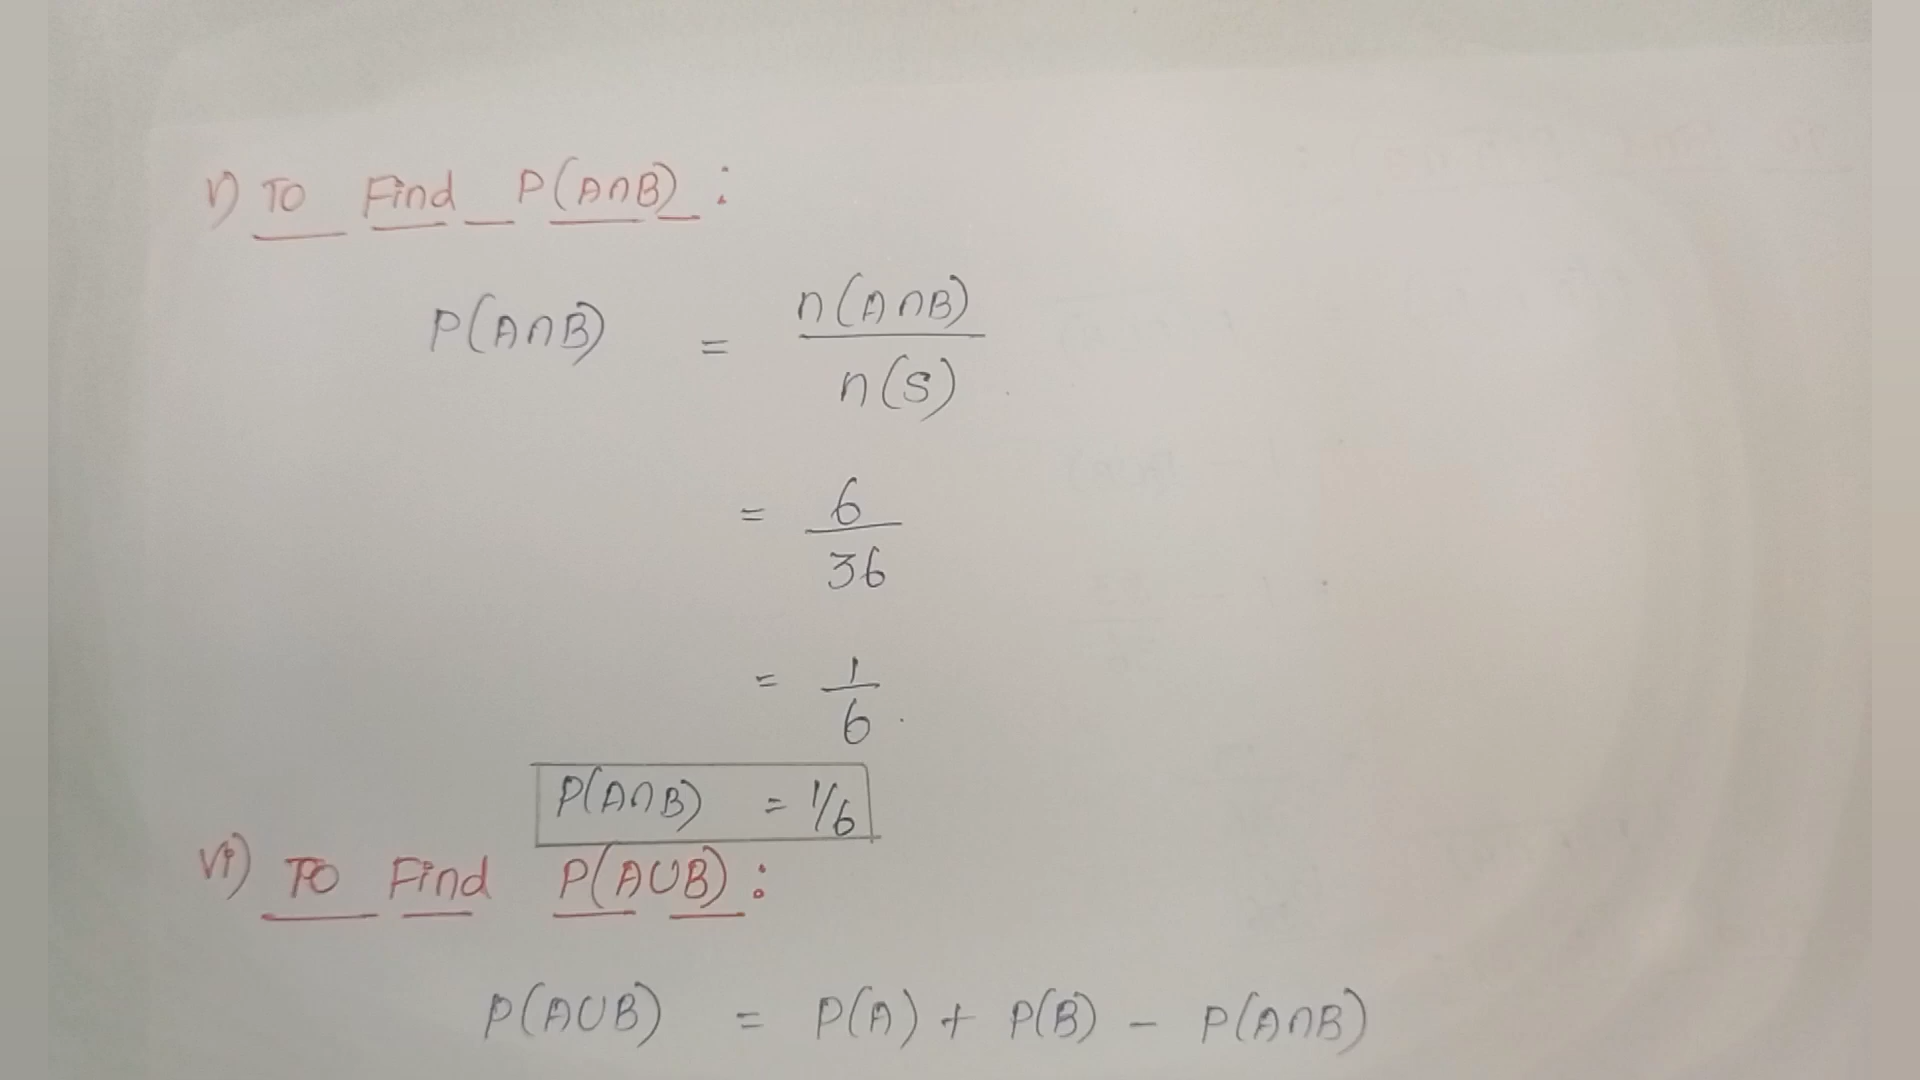 v) To Find P(A∩B) :
P(A∩B) = n(A∩B) / n(S)
= 6 / 36
= 1 / 6.
P(A∩B) = 1/6
vi) To Find P(A∪B) :
P(A∪B) = P(A) + P(B) - P(A∩B)